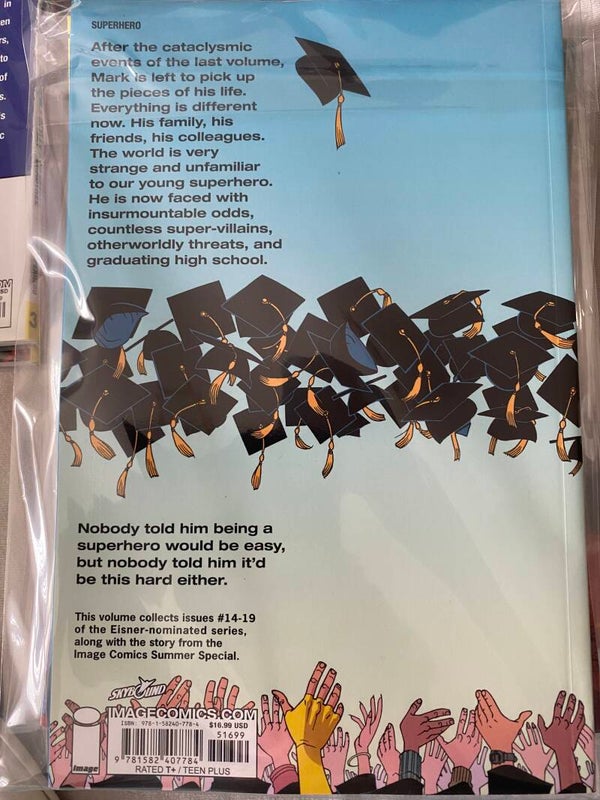 in
en
rs,
to
of
s.
s
c
3
SUPERHERO
After the cataclysmic
events of the last volume,
Mark is left to pick up
the pieces of his life.
Everything is different
now. His family, his
friends, his colleagues.
The world is very
strange and unfamiliar
to our young superhero.
He is now faced with
insurmountable odds,
countless super-villains,
otherworldly threats, and
graduating high school.
Nobody told him being a
superhero would be easy,
but nobody told him it’d
be this hard either.
This volume collects issues #14-19
of the Eisner-nominated series,
along with the story from the
Image Comics Summer Special.
SKYBOUND
IMAGECOMICS.COM
ISBN: 978-1-58240-778-4 $16.99 USD
51699
9 781582 407784
RATED T+ / TEEN PLUS
image